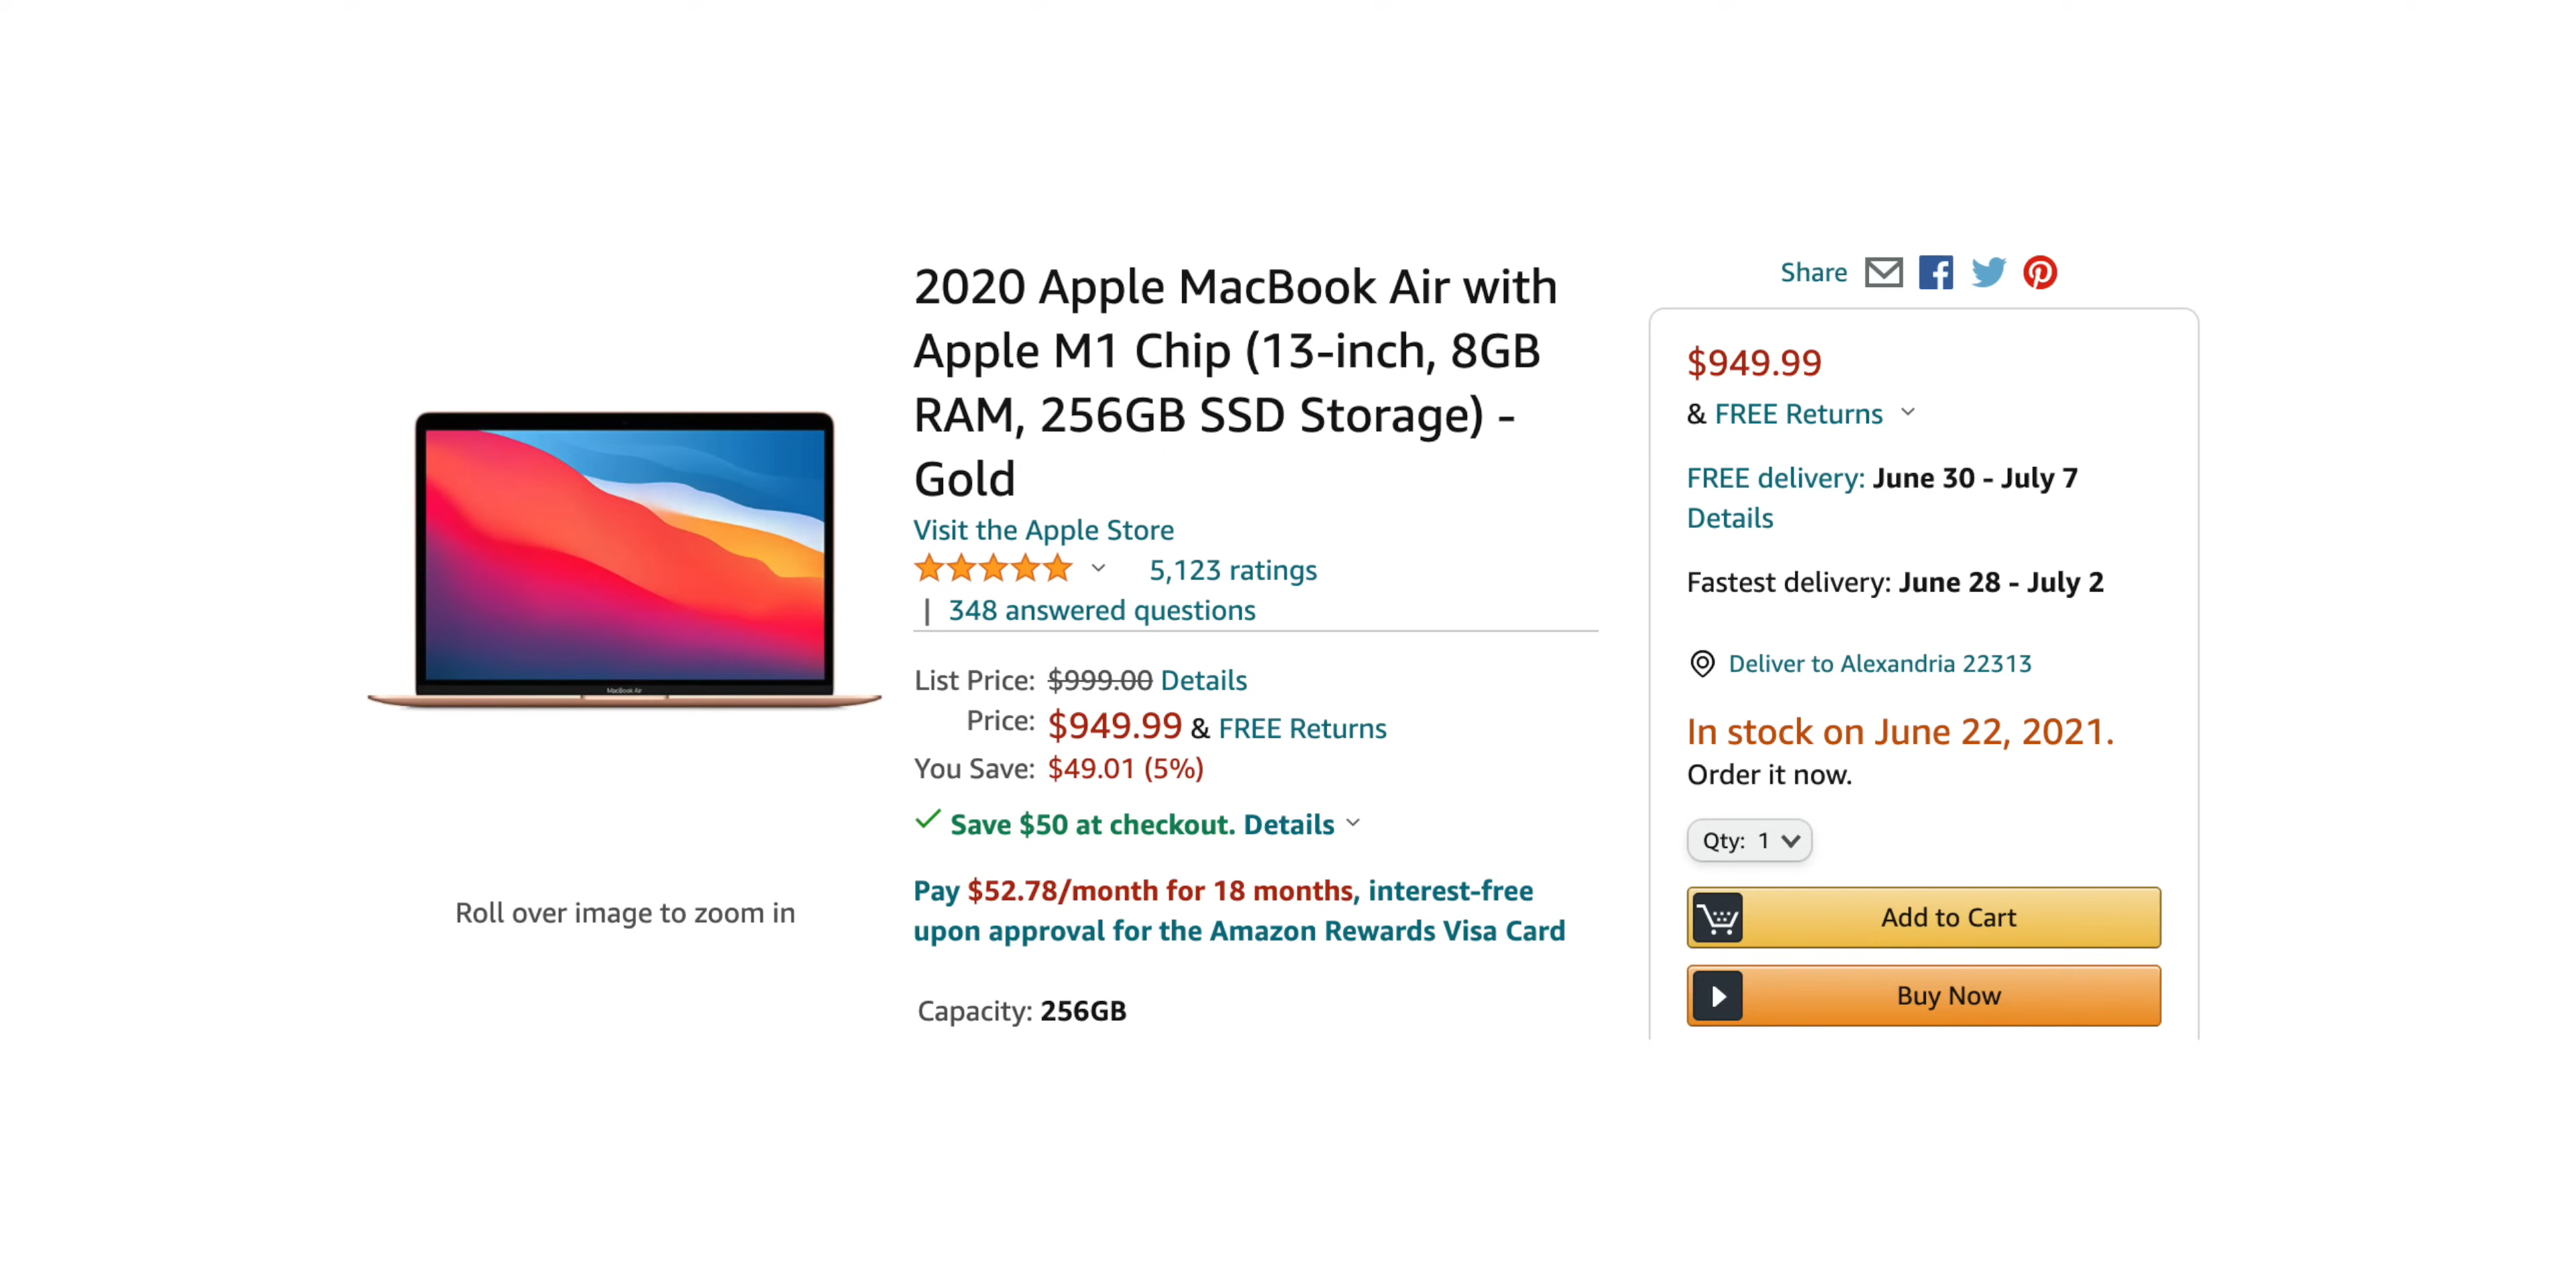 2020 Apple MacBook Air with
Apple M1 Chip (13-inch, 8GB
RAM, 256GB SSD Storage) -
Gold
Visit the Apple Store
5,123 ratings
| 348 answered questions
List Price: $999.00 Details
Price: $949.99 & FREE Returns
You Save: $49.01 (5%)
Save $50 at checkout. Details
Pay $52.78/month for 18 months, interest-free
upon approval for the Amazon Rewards Visa Card
Capacity: 256GB
MacBook Air
Roll over image to zoom in
Share
$949.99
& FREE Returns
FREE delivery: June 30 - July 7
Details
Fastest delivery: June 28 - July 2
Deliver to Alexandria 22313
In stock on June 22, 2021.
Order it now.
Qty: 1
Add to Cart
Buy Now